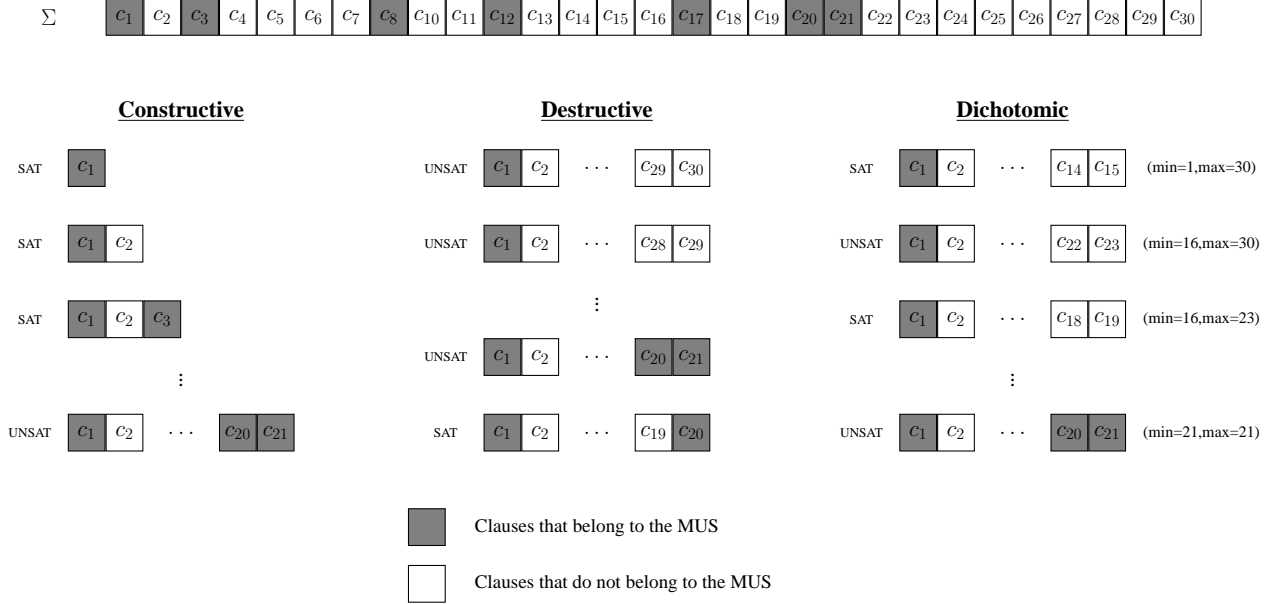 Σ c1 c2 c3 c4 c5 c6 c7 c8 c10 c11 c12 c13 c14 c15 c16 c17 c18 c19 c20 c21 c22 c23 c24 c25 c26 c27 c28 c29 c30
Constructive Destructive Dichotomic
SAT c1 UNSAT c1 c2 ... c29 c30 SAT c1 c2 ... c14 c15 (min=1,max=30)
SAT c1 c2 UNSAT c1 c2 ... c28 c29 UNSAT c1 c2 ... c22 c23 (min=16,max=30)
SAT c1 c2 c3 ⋮ SAT c1 c2 ... c18 c19 (min=16,max=23)
⋮ UNSAT c1 c2 ... c20 c21 ⋮
UNSAT c1 c2 ... c20 c21 SAT c1 c2 ... c19 c20 UNSAT c1 c2 ... c20 c21 (min=21,max=21)
Clauses that belong to the MUS
Clauses that do not belong to the MUS